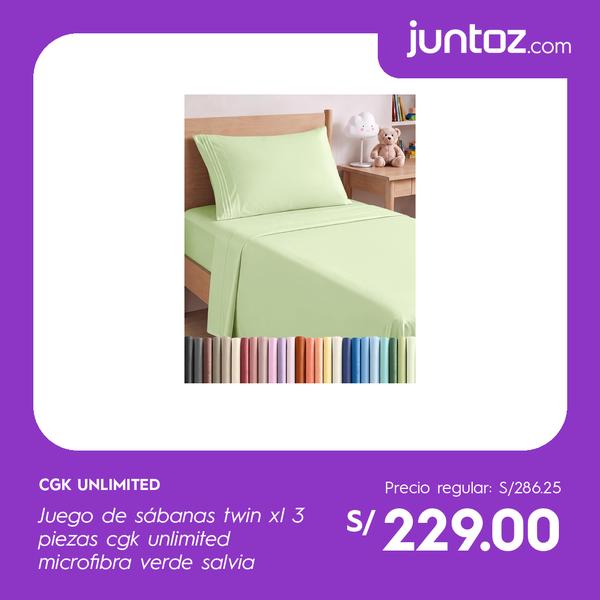 juntoz.com
CGK UNLIMITED
Juego de sábanas twin xl 3
piezas cgk unlimited
microfibra verde salvia
Precio regular: S/286.25
S/ 229.00